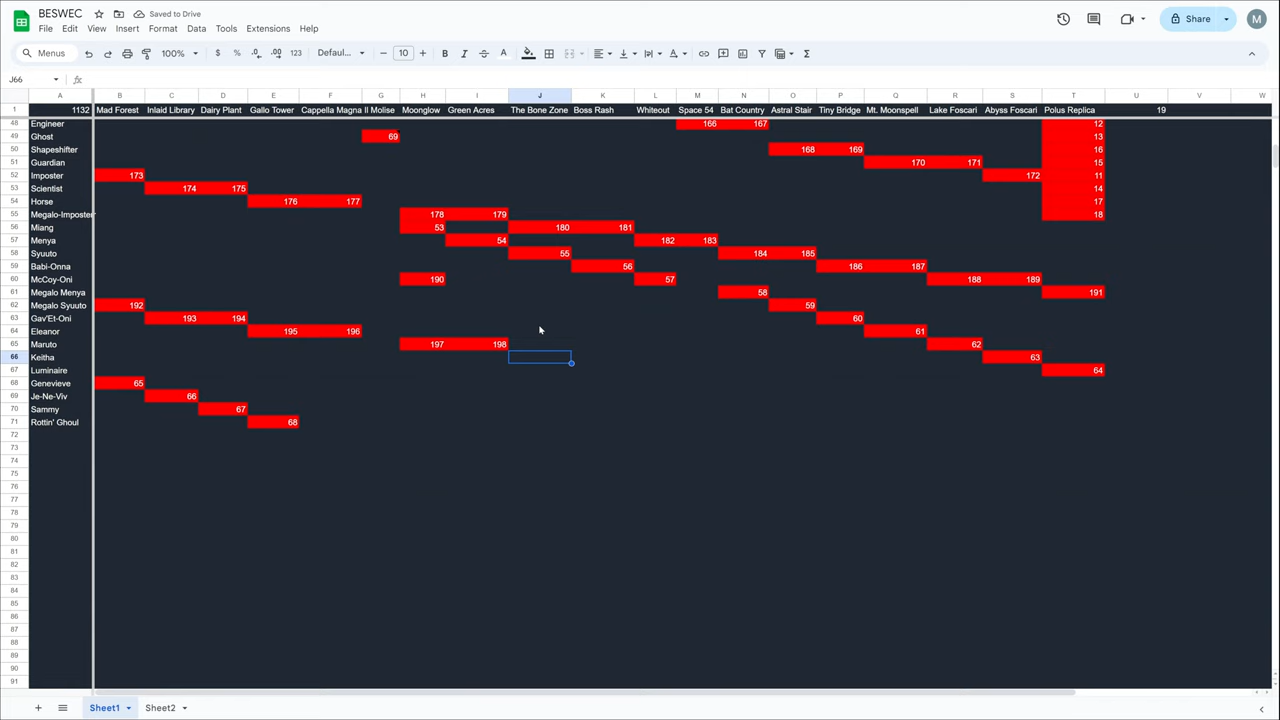 BESWEC Saved to Drive
File Edit View Insert Format Data Tools Extensions Help
Share M
Menus 100% $ % .0 .00 123 Defaul... 10 B I A
J66 fx
A B C D E F G H I J K L M N O P Q R S T U V W
1 1132 Mad Forest Inlaid Library Dairy Plant Gallo Tower Cappella Magna Il Molise Moonglow Green Acres The Bone Zone Boss Rash Whiteout Space 54 Bat Country Astral Stair Tiny Bridge Mt. Moonspell Lake Foscari Abyss Foscari Polus Replica 19
48 Engineer 166 167 12
49 Ghost 69 13
50 Shapeshifter 168 169 16
51 Guardian 170 171 15
52 Imposter 173 172 11
53 Scientist 174 175 14
54 Horse 176 177 17
55 Megalo-Imposter 178 179 18
56 Miang 53 180 181
57 Menya 54 182 183
58 Syuuto 55 184 185
59 Babi-Onna 56 186 187
60 McCoy-Oni 190 57 188 189
61 Megalo Menya 58 191
62 Megalo Syuuto 192 59
63 Gav'Et-Oni 193 194 60
64 Eleanor 195 196 61
65 Maruto 197 198 62
66 Keitha 63
67 Luminaire 64
68 Genevieve 65
69 Je-Ne-Viv 66
70 Sammy 67
71 Rottin' Ghoul 68
72
73
74
75
76
77
78
79
80
81
82
83
84
85
86
87
88
89
90
91
Sheet1 Sheet2